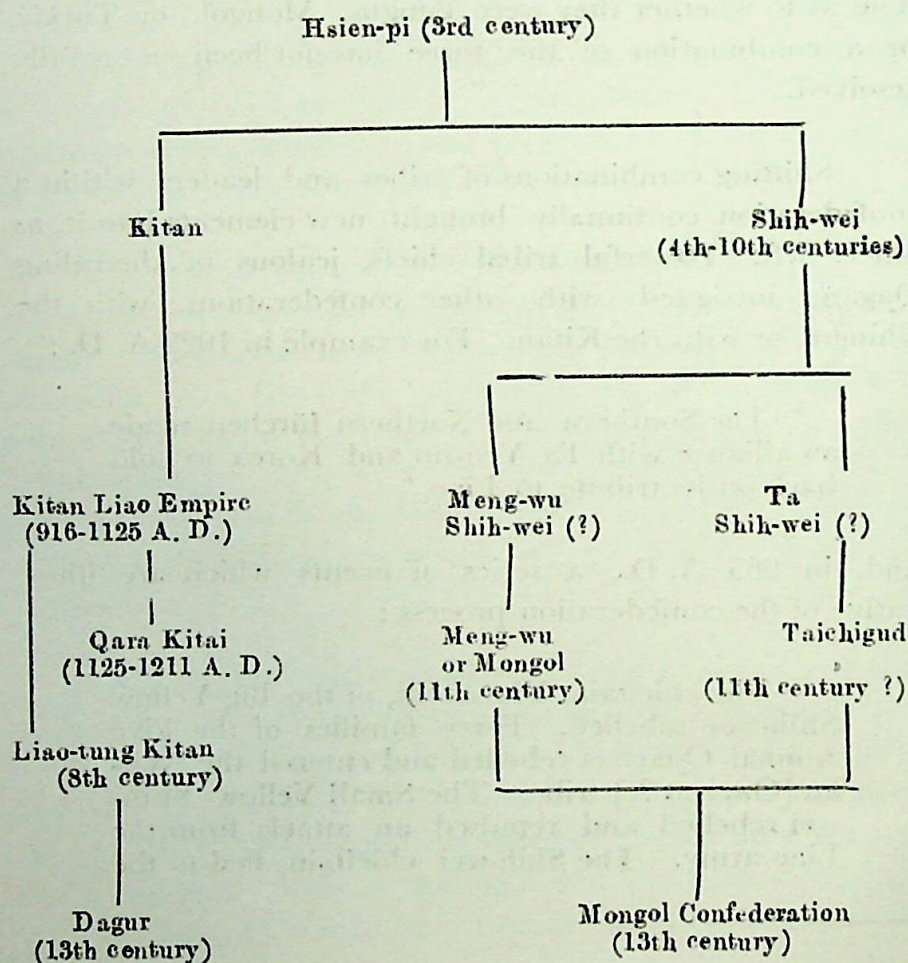 Hsien-pi (3rd century)
Kitan
Shih-wei
(4th-10th centuries)
Kitan Liao Empire
(916-1125 A. D.)
Meng-wu
Shih-wei (?)
Ta
Shih-wei (?)
Qara Kitai
(1125-1211 A. D.)
Meng-wu
or Mongol
(11th century)
Taichigud
(11th century ?)
Liao-tung Kitan
(8th century)
Dagur
(13th century)
Mongol Confederation
(13th century)